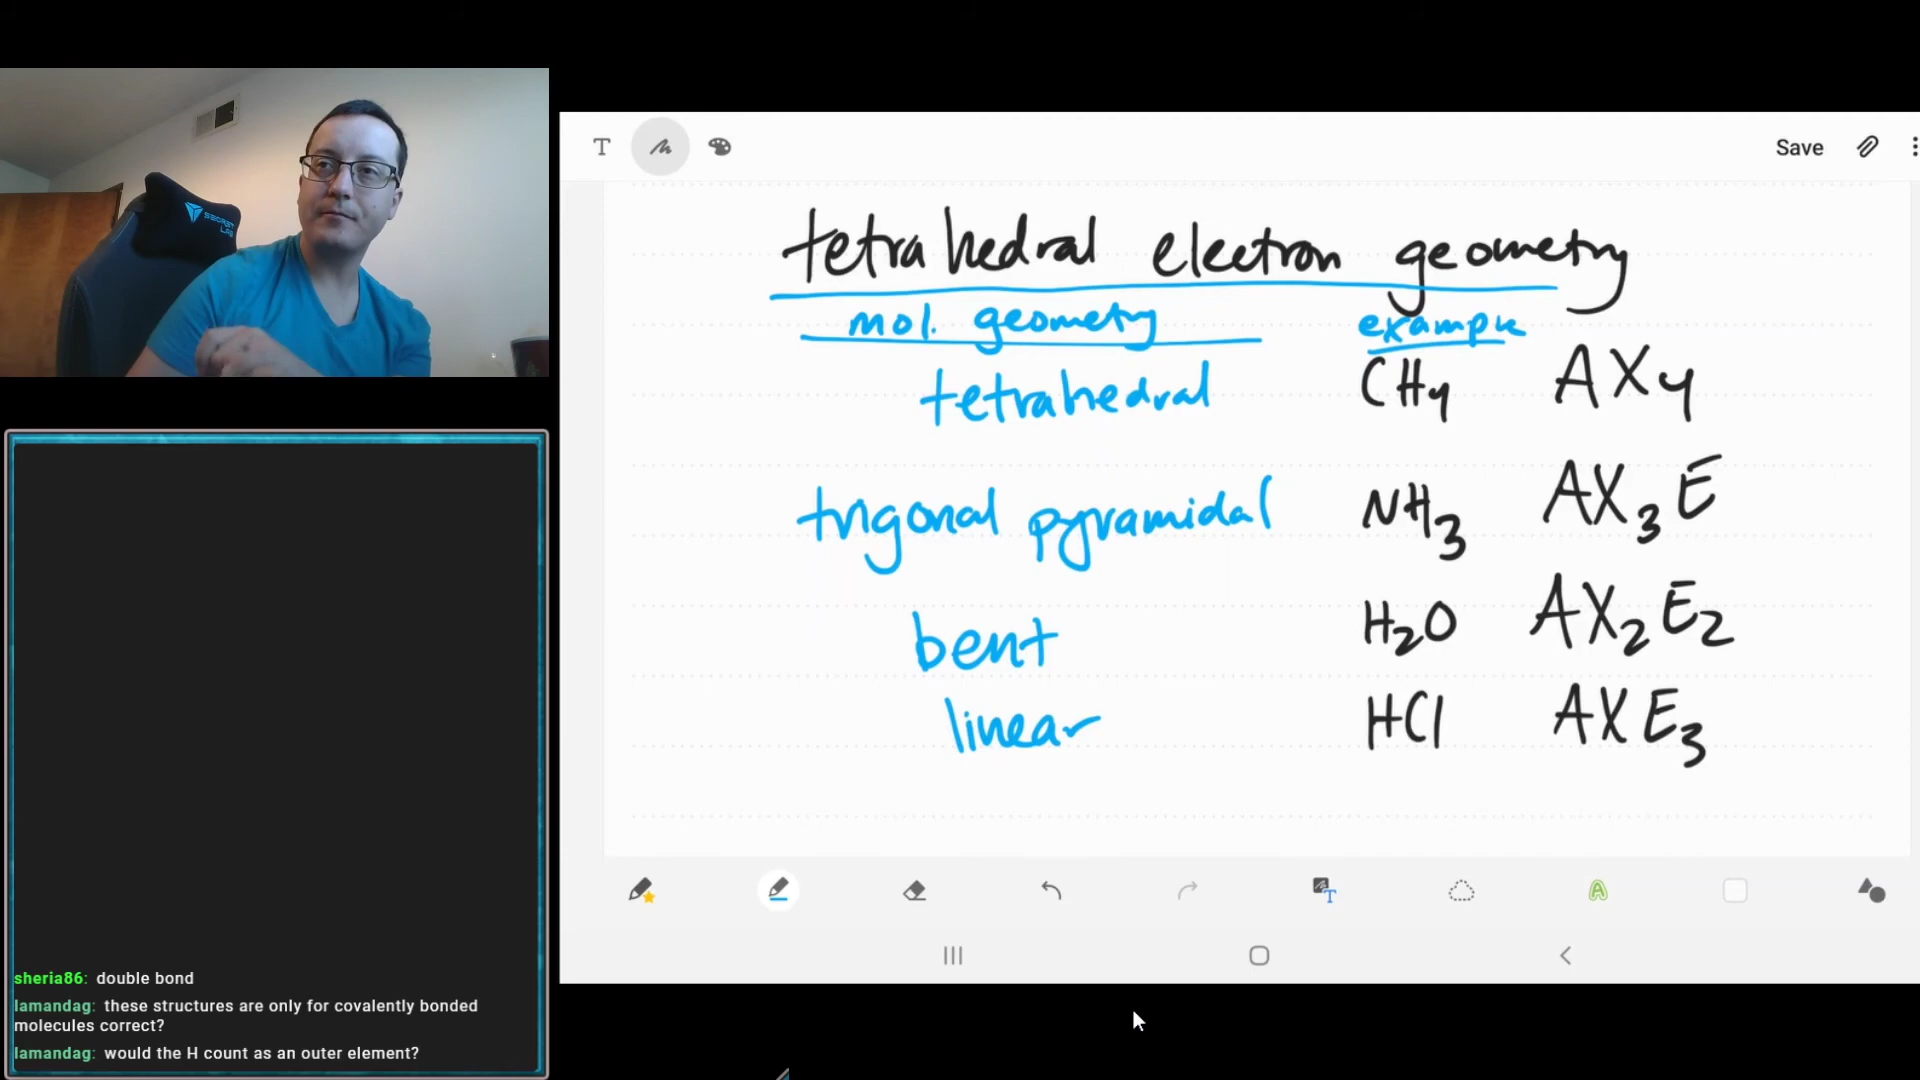 SECRET
LAB
T
Save
tetrahedral electron geometry
mol. geometry example
tetrahedral CH4 AX4
trigonal pyramidal NH3 AX3E
bent H2O AX2E2
linear HCl AXE3
T
A
sheria86: double bond
lamandag: these structures are only for covalently bonded
molecules correct?
lamandag: would the H count as an outer element?